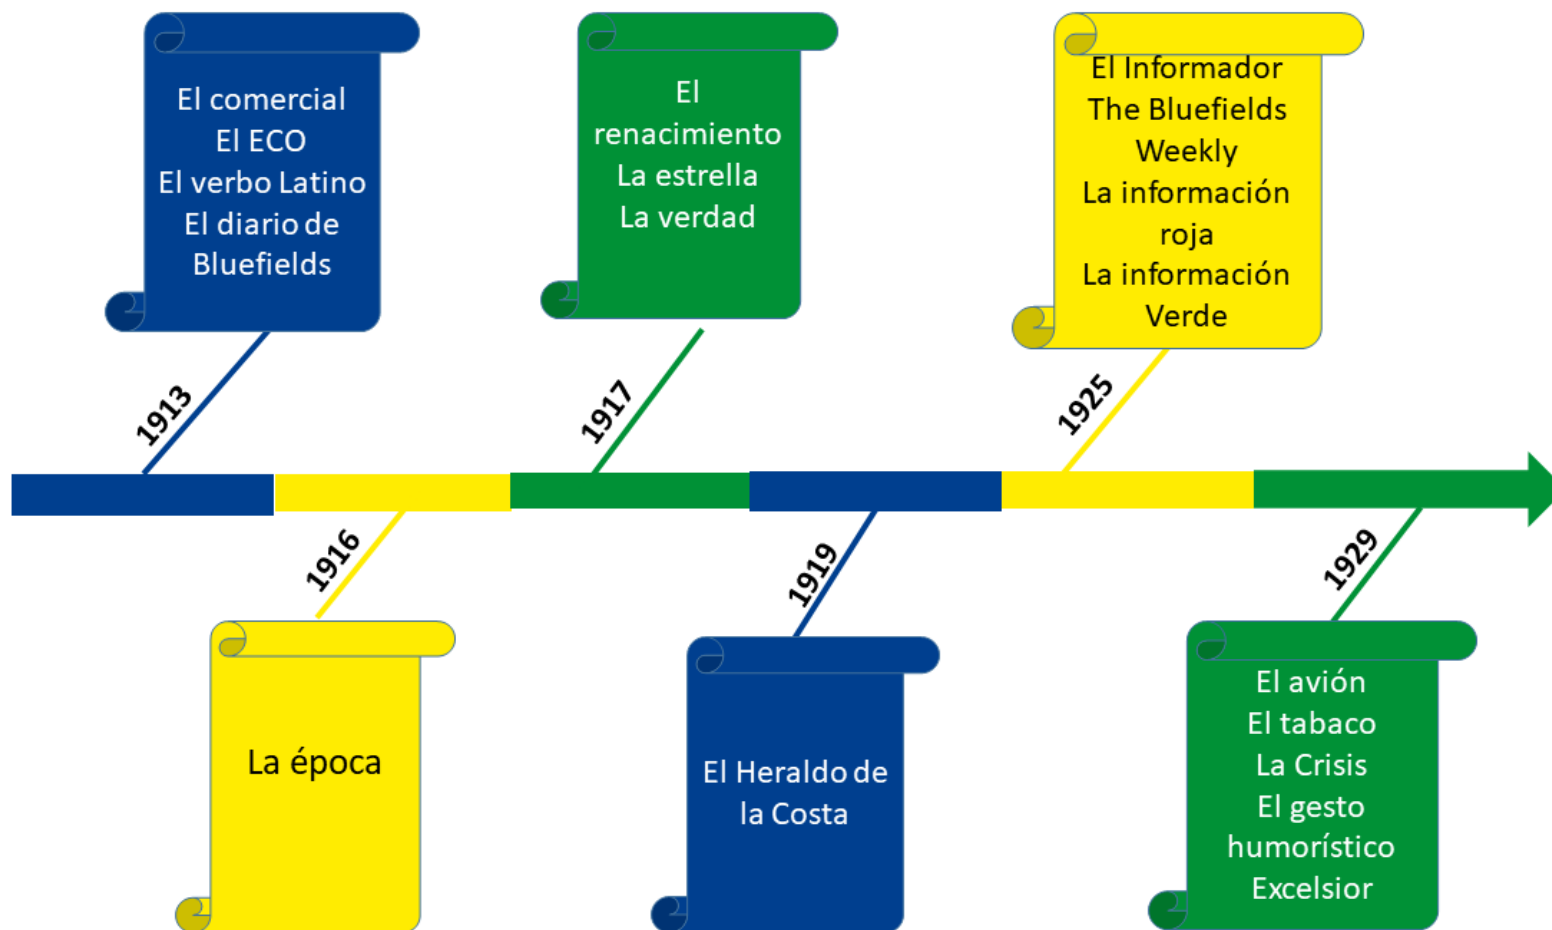 El comercial
El ECO
El verbo Latino
El diario de
Bluefields
1913
La época
1916
El
renacimiento
La estrella
La verdad
1917
El Heraldo de
la Costa
1919
El Informador
The Bluefields
Weekly
La información
roja
La información
Verde
1925
El avión
El tabaco
La Crisis
El gesto
humorístico
Excelsior
1929